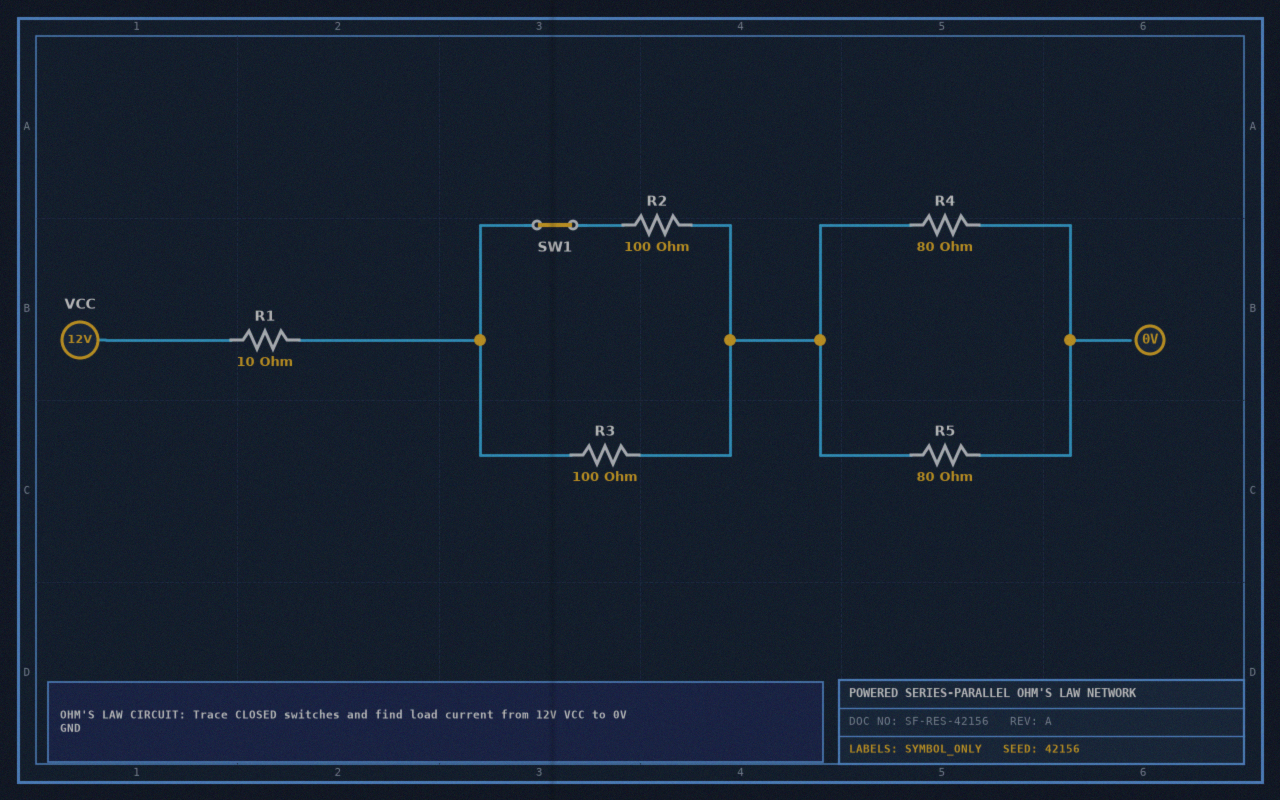 1 2 3 4 5 6
A A
R2 R4
SW1 100 Ohm 80 Ohm
VCC
B B
R1
12V 0V
10 Ohm
R3 R5
100 Ohm 80 Ohm
C C
D D
OHM'S LAW CIRCUIT: Trace CLOSED switches and find load current from 12V VCC to 0V
GND
POWERED SERIES-PARALLEL OHM'S LAW NETWORK
DOC NO: SF-RES-42156 REV: A
LABELS: SYMBOL_ONLY SEED: 42156
1 2 3 4 5 6